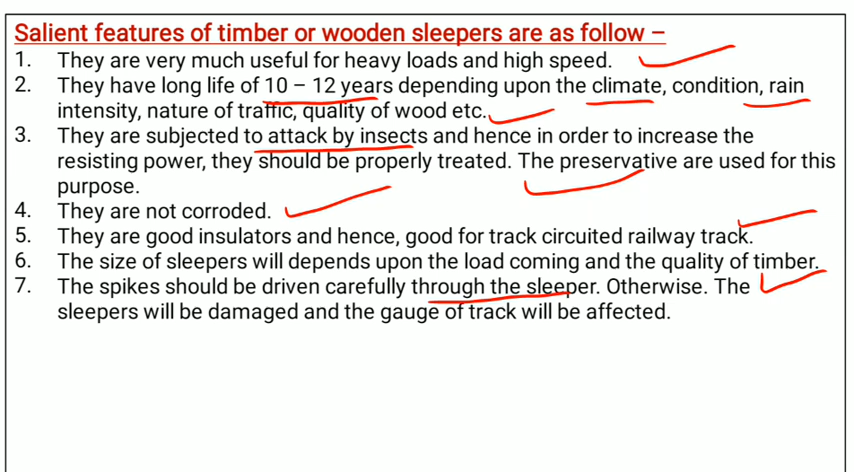 Salient features of timber or wooden sleepers are as follow –
1. They are very much useful for heavy loads and high speed.
2. They have long life of 10 – 12 years depending upon the climate, condition, rain
intensity, nature of traffic, quality of wood etc.
3. They are subjected to attack by insects and hence in order to increase the
resisting power, they should be properly treated. The preservative are used for this
purpose.
4. They are not corroded.
5. They are good insulators and hence, good for track circuited railway track.
6. The size of sleepers will depends upon the load coming and the quality of timber.
7. The spikes should be driven carefully through the sleeper. Otherwise. The
sleepers will be damaged and the gauge of track will be affected.